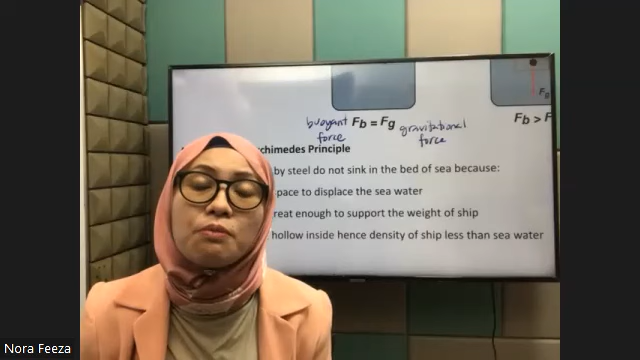 buoyant Fb = Fg gravitational
force force
Fg
Fb > F
chimedes Principle
by steel do not sink in the bed of sea because:
pace to displace the sea water
reat enough to support the weight of ship
hollow inside hence density of ship less than sea water
Nora Feeza